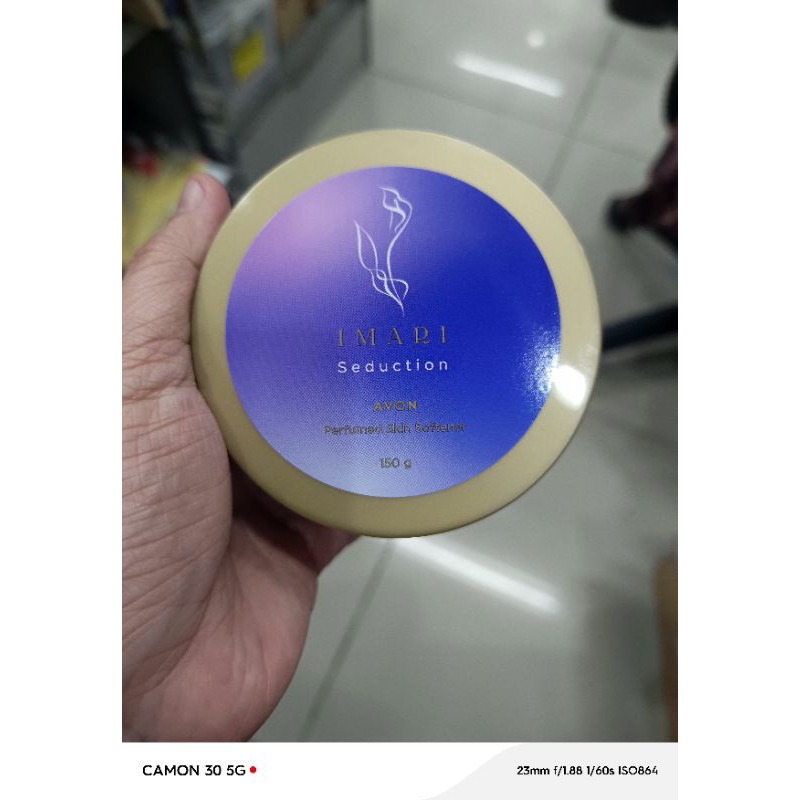 IMARI
Seduction
AVON
Perfumed Skin Softener
150 g
CAMON 30 5G
23mm f/1.88 1/60s ISO864